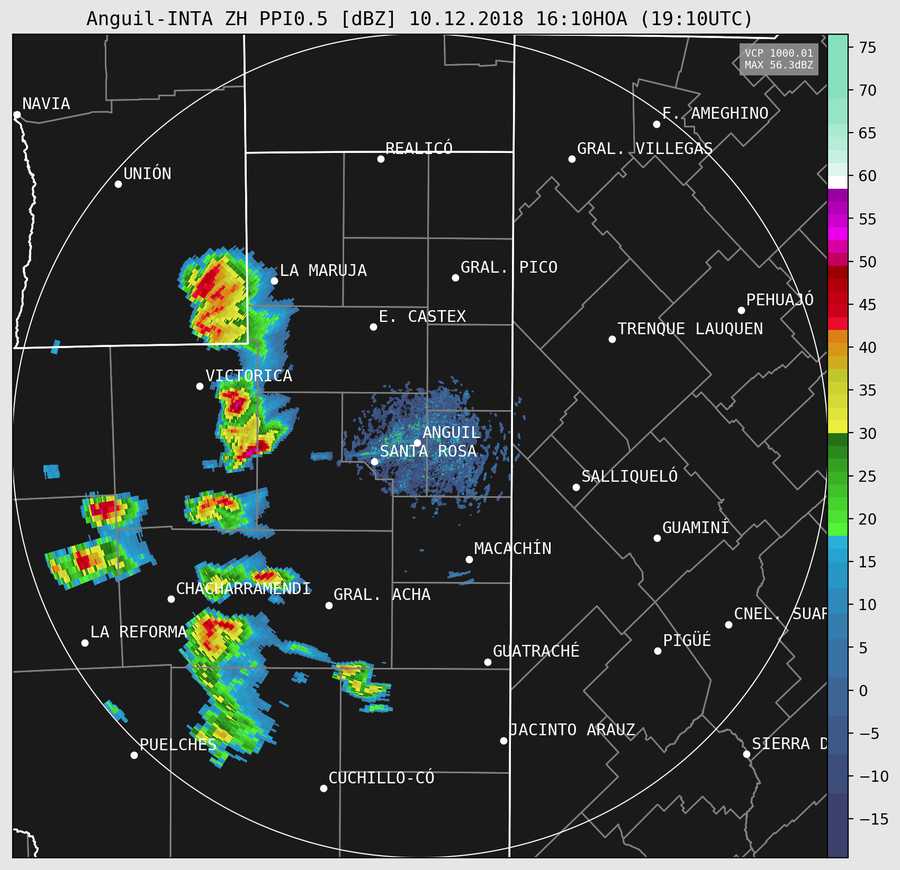 Anguil-INTA ZH PPI0.5 [dBZ] 10.12.2018 16:10HOA (19:10UTC)
VCP 1000.01
MAX 56.3dBZ
NAVIA
F. AMEGHINO
REALICÓ
GRAL. VILLEGAS
UNIÓN
LA MARUJA
GRAL. PICO
PEHUAJÓ
E. CASTEX
TRENQUE LAUQUEN
VICTORICA
ANGUIL
SANTA ROSA
SALLIQUELÓ
GUAMINÍ
MACACHÍN
CHACHARRAMENDI
GRAL. ACHA
CNEL. SUAR
LA REFORMA
PIGÜÉ
GUATRACHÉ
JACINTO ARAUZ
PUELCHES
SIERRA D
CUCHILLO-CÓ
75
70
65
60
55
50
45
40
35
30
25
20
15
10
5
0
−5
−10
−15